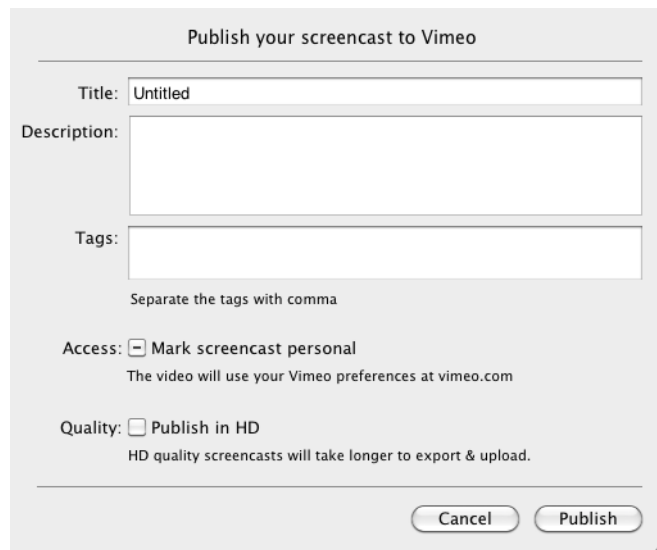 Publish your screencast to Vimeo
Title: Untitled
Description:
Tags:
Separate the tags with comma
Access: Mark screencast personal
The video will use your Vimeo preferences at vimeo.com
Quality: Publish in HD
HD quality screencasts will take longer to export & upload.
Cancel Publish